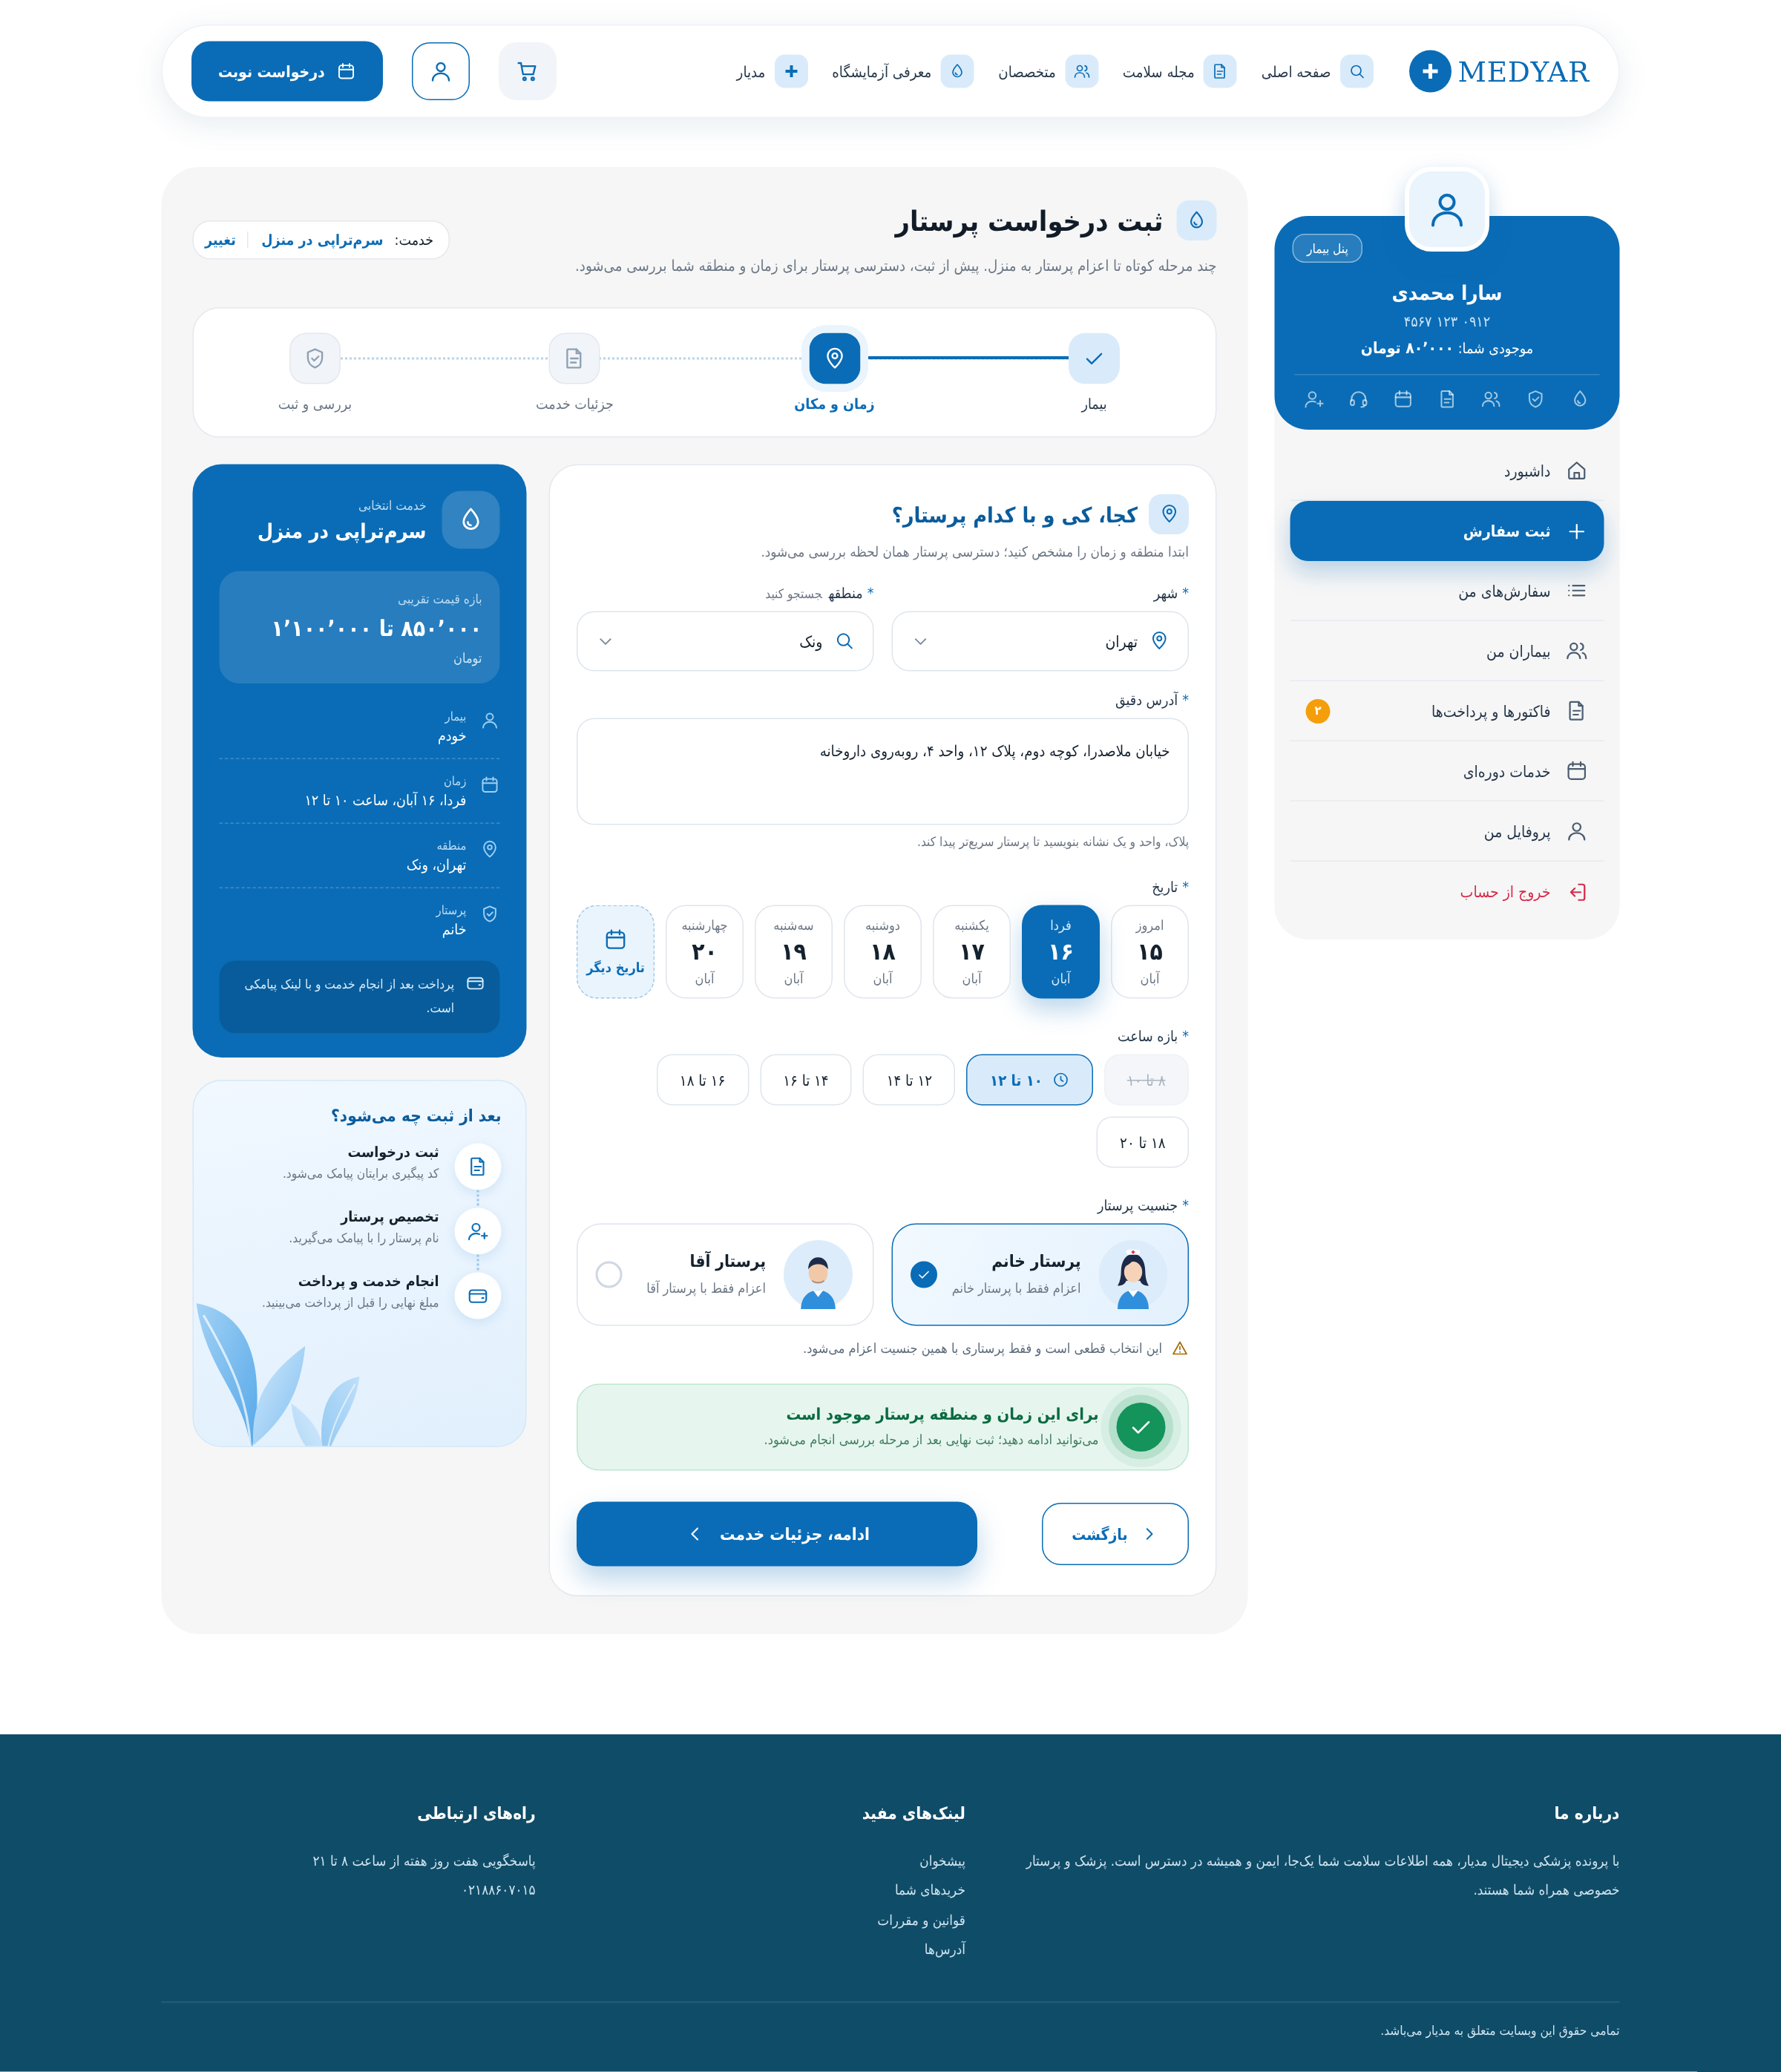 MEDYAR
صفحه اصلی
مجله سلامت
متخصصان
معرفی آزمایشگاه
مدیار
درخواست نوبت
پنل بیمار
سارا محمدی
۰۹۱۲ ۱۲۳ ۴۵۶۷
موجودی شما: ۸۰٬۰۰۰ تومان
داشبورد
ثبت سفارش
سفارش‌های من
بیماران من
فاکتورها و پرداخت‌ها
۲
خدمات دوره‌ای
پروفایل من
خروج از حساب
ثبت درخواست پرستار
چند مرحله کوتاه تا اعزام پرستار به منزل. پیش از ثبت، دسترسی پرستار برای زمان و منطقه شما بررسی می‌شود.
خدمت: سرم‌تراپی در منزل تغییر
بیمار
زمان و مکان
جزئیات خدمت
بررسی و ثبت
کجا، کی و با کدام پرستار؟
ابتدا منطقه و زمان را مشخص کنید؛ دسترسی پرستار همان لحظه بررسی می‌شود.
* شهر
* منطقه جستجو کنید
تهران
ونک
* آدرس دقیق
خیابان ملاصدرا، کوچه دوم، پلاک ۱۲، واحد ۴، روبه‌روی داروخانه
پلاک، واحد و یک نشانه بنویسید تا پرستار سریع‌تر پیدا کند.
* تاریخ
امروز
۱۵
آبان
فردا
۱۶
آبان
یکشنبه
۱۷
آبان
دوشنبه
۱۸
آبان
سه‌شنبه
۱۹
آبان
چهارشنبه
۲۰
آبان
تاریخ دیگر
* بازه ساعت
۸ تا ۱۰
۱۰ تا ۱۲
۱۲ تا ۱۴
۱۴ تا ۱۶
۱۶ تا ۱۸
۱۸ تا ۲۰
* جنسیت پرستار
پرستار خانم
اعزام فقط با پرستار خانم
پرستار آقا
اعزام فقط با پرستار آقا
این انتخاب قطعی است و فقط پرستاری با همین جنسیت اعزام می‌شود.
برای این زمان و منطقه پرستار موجود است
می‌توانید ادامه دهید؛ ثبت نهایی بعد از مرحله بررسی انجام می‌شود.
بازگشت
ادامه، جزئیات خدمت
خدمت انتخابی
سرم‌تراپی در منزل
بازه قیمت تقریبی
۸۵۰٬۰۰۰ تا ۱٬۱۰۰٬۰۰۰
تومان
بیمار
خودم
زمان
فردا، ۱۶ آبان، ساعت ۱۰ تا ۱۲
منطقه
تهران، ونک
پرستار
خانم
پرداخت بعد از انجام خدمت و با لینک پیامکی
است.
بعد از ثبت چه می‌شود؟
ثبت درخواست
کد پیگیری برایتان پیامک می‌شود.
تخصیص پرستار
نام پرستار را با پیامک می‌گیرید.
انجام خدمت و پرداخت
مبلغ نهایی را قبل از پرداخت می‌بینید.
درباره ما
با پرونده پزشکی دیجیتال مدیار، همه اطلاعات سلامت شما یک‌جا، ایمن و همیشه در دسترس است. پزشک و پرستار
خصوصی همراه شما هستند.
لینک‌های مفید
پیشخوان
خریدهای شما
قوانین و مقررات
آدرس‌ها
راه‌های ارتباطی
پاسخگویی هفت روز هفته از ساعت ۸ تا ۲۱
۰۲۱۸۸۶۰۷۰۱۵
تمامی حقوق این وبسایت متعلق به مدیار می‌باشد.